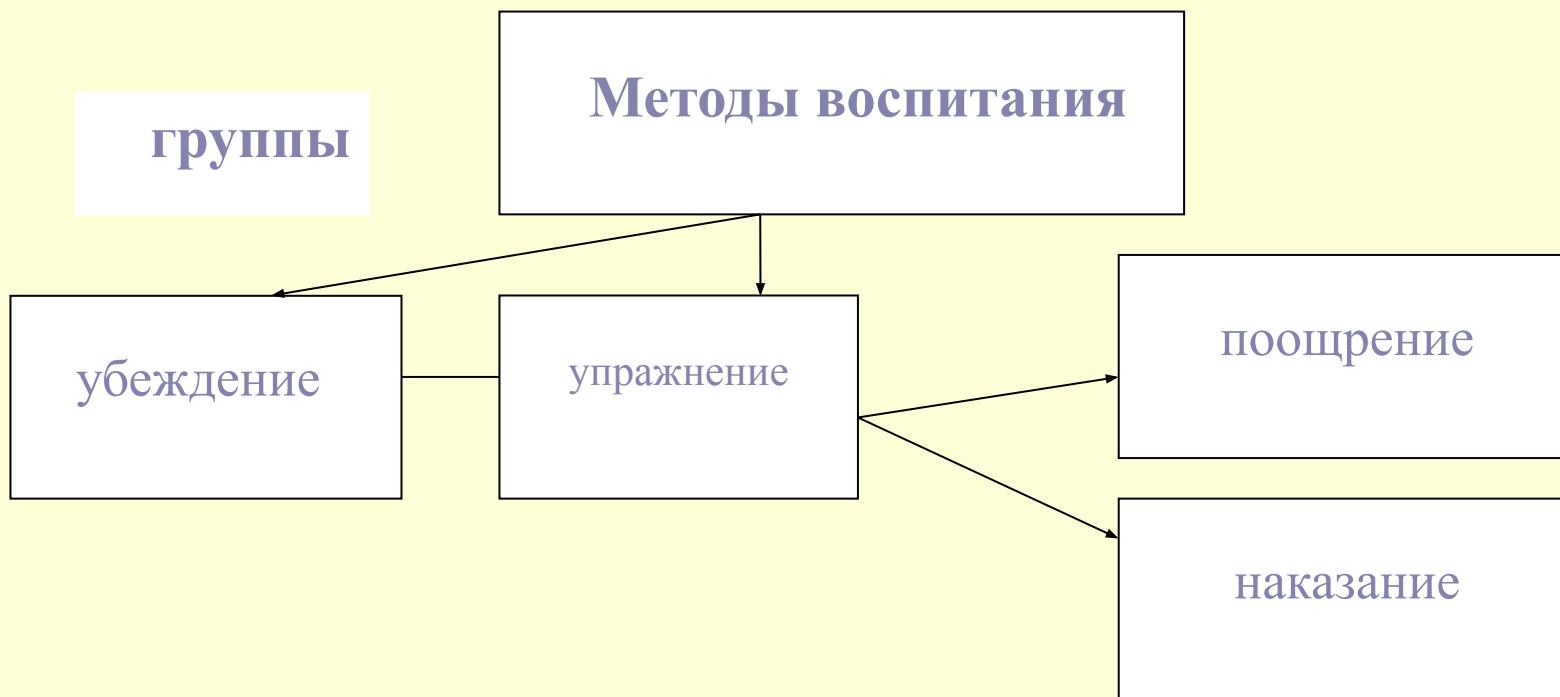 Методы воспитания
группы
убеждение
упражнение
поощрение
наказание